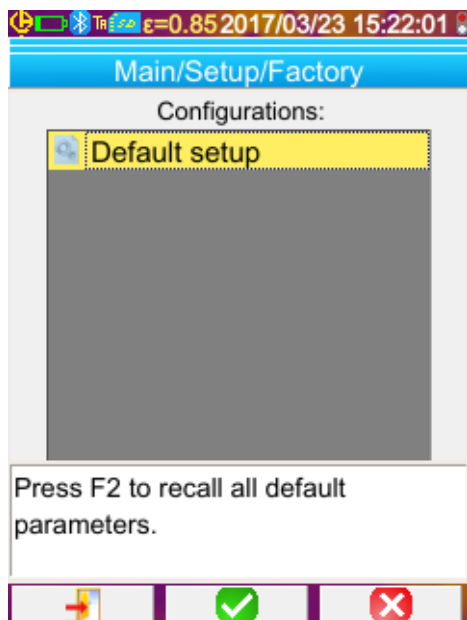 TR ε=0.85 2017/03/23 15:22:01
Main/Setup/Factory
Configurations:
Default setup
Press F2 to recall all default
parameters.